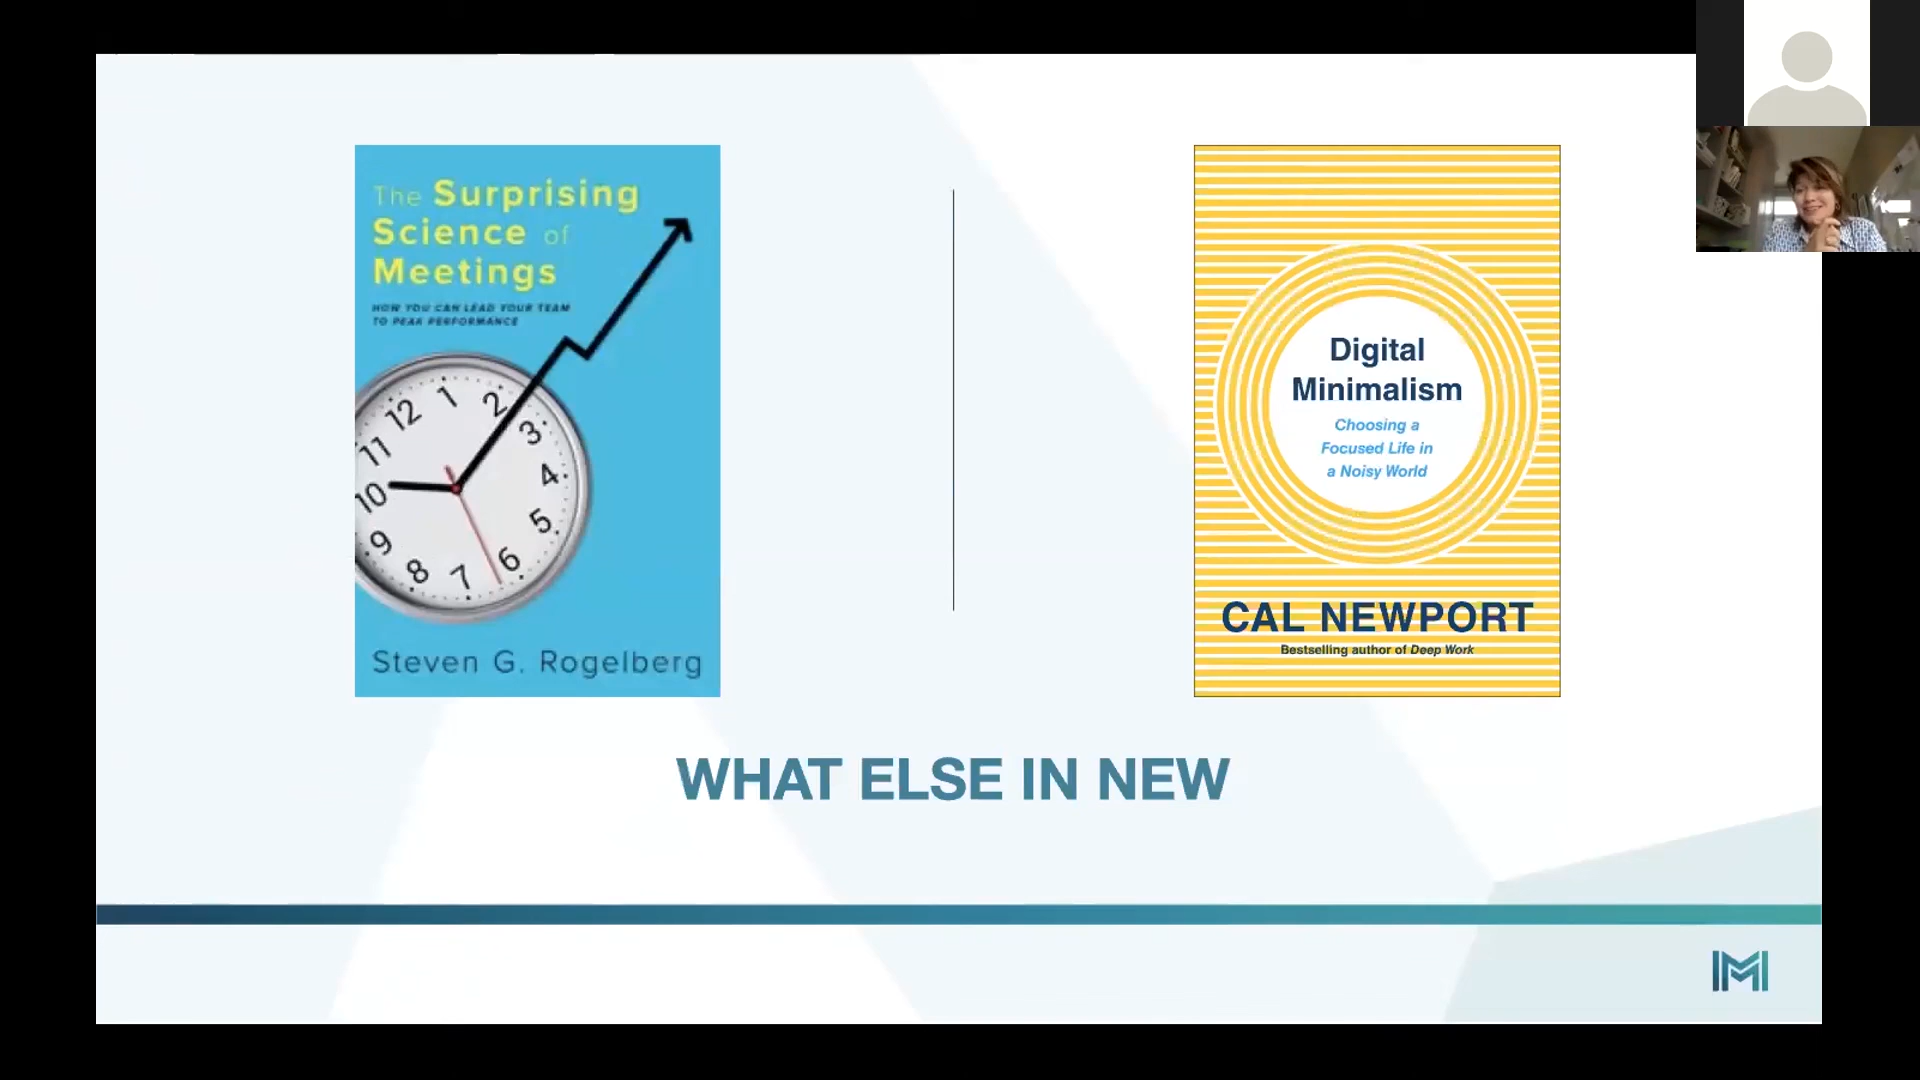 The Surprising
Science of
Meetings
HOW YOU CAN LEAD YOUR TEAM
TO PEAK PERFORMANCE
12
1
2
3
4
5
6
7
8
9
10
11
Steven G. Rogelberg
Digital
Minimalism
Choosing a
Focused Life in
a Noisy World
CAL NEWPORT
Bestselling author of Deep Work
WHAT ELSE IN NEW